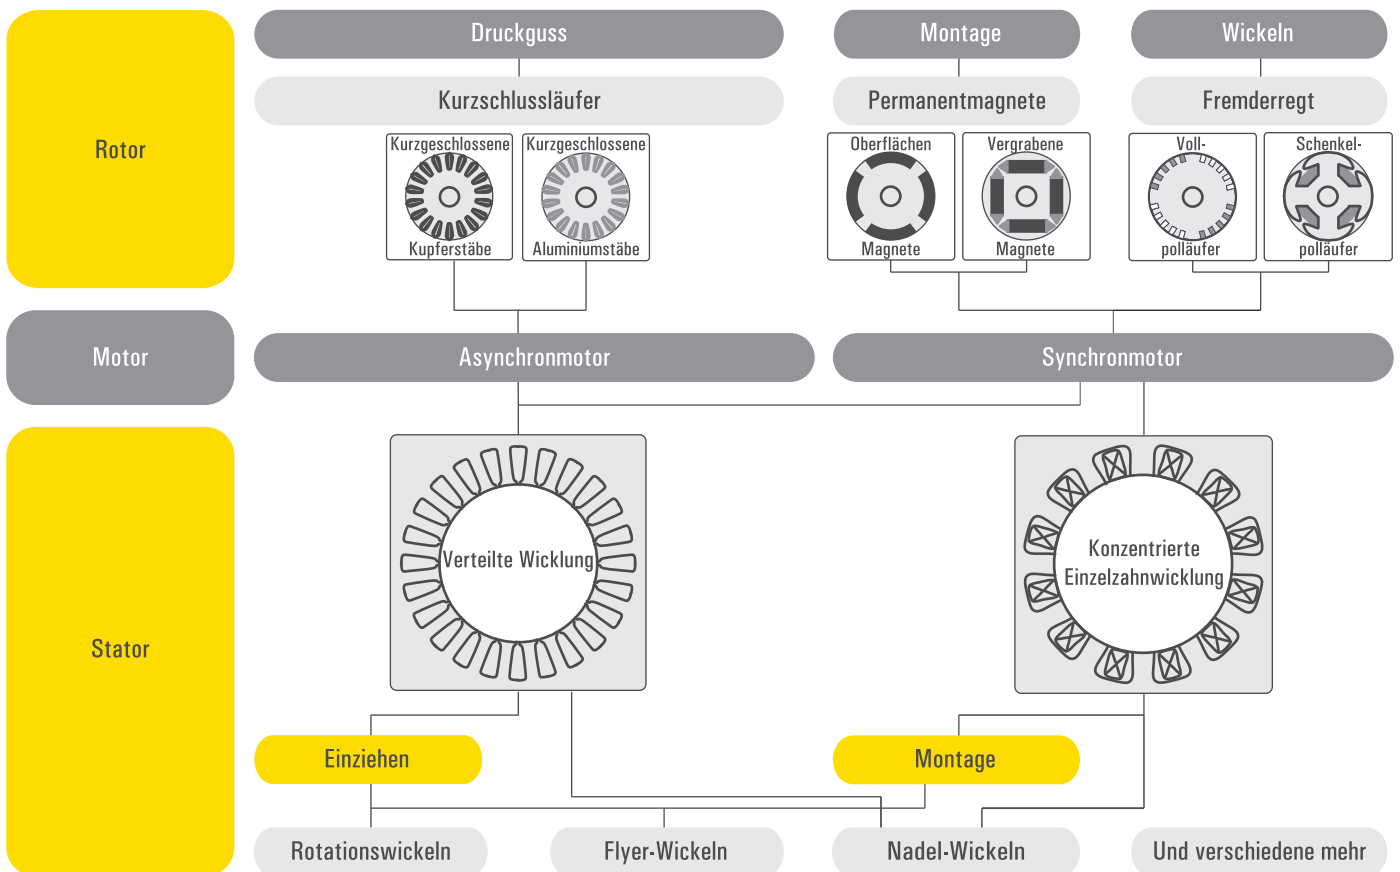 Druckguss
Montage
Wickeln
Kurzschlussläufer
Permanentmagnete
Fremderregt
Rotor
Kurzgeschlossene
Kupferstäbe
Kurzgeschlossene
Aluminiumstäbe
Oberflächen
Magnete
Vergrabene
Magnete
Voll-
polläufer
Schenkel-
polläufer
Motor
Asynchronmotor
Synchronmotor
Stator
Verteilte Wicklung
Konzentrierte
Einzelzahnwicklung
Einziehen
Montage
Rotationswickeln
Flyer-Wickeln
Nadel-Wickeln
Und verschiedene mehr